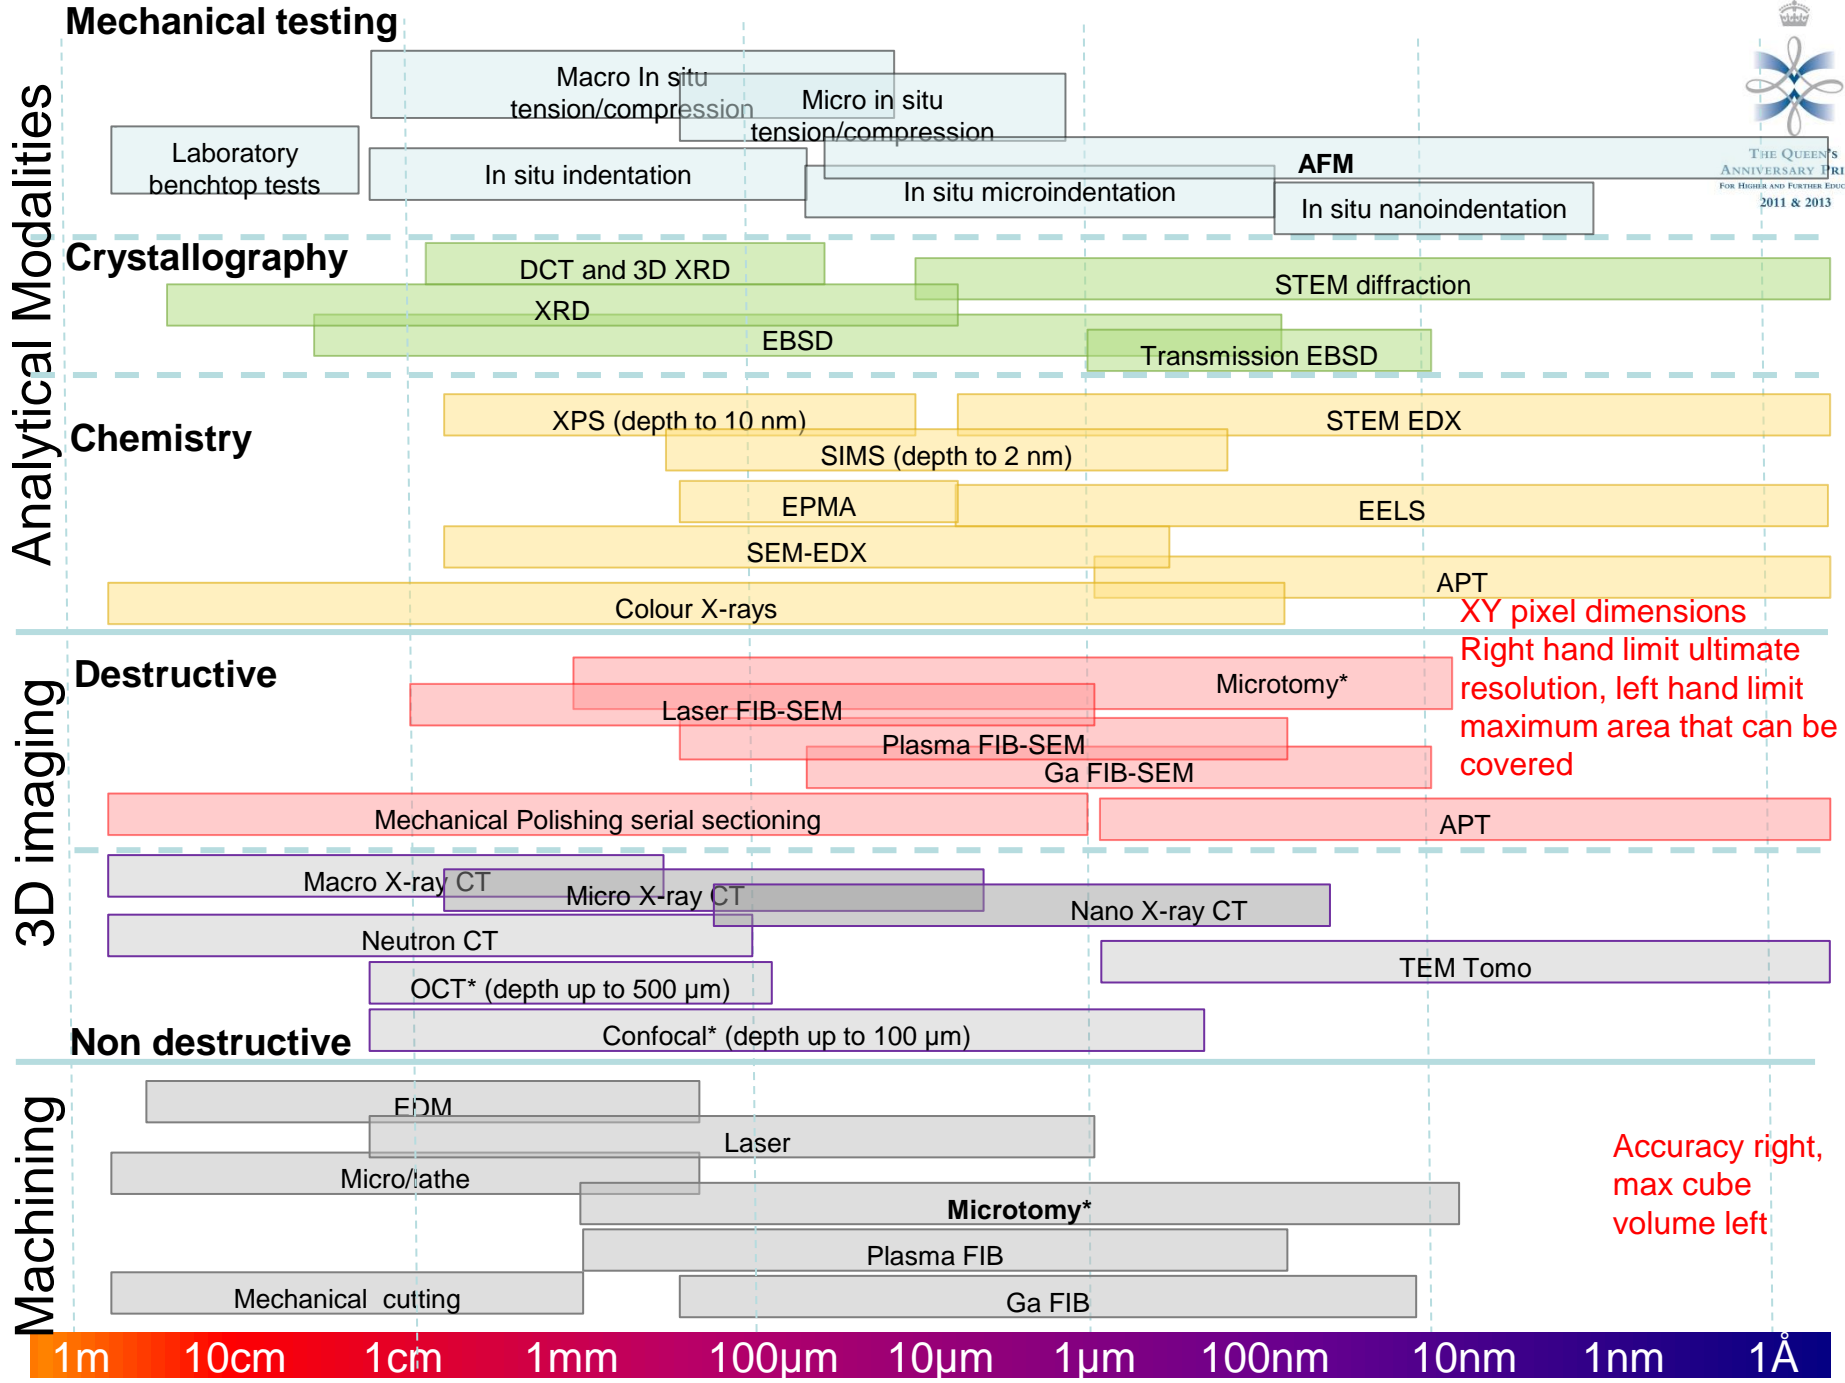 Mechanical testing
Macro In situ
tension/compression
Micro in situ
tension/compression
Laboratory
benchtop tests
In situ indentation
AFM
In situ microindentation
In situ nanoindentation
THE QUEEN'S
ANNIVERSARY PRI
FOR HIGHER AND FURTHER EDUC
2011 & 2013
Analytical Modalities
Crystallography
DCT and 3D XRD
STEM diffraction
XRD
EBSD
Transmission EBSD
Chemistry
XPS (depth to 10 nm)
STEM EDX
SIMS (depth to 2 nm)
EPMA
EELS
SEM-EDX
APT
Colour X-rays
XY pixel dimensions
Right hand limit ultimate
resolution, left hand limit
maximum area that can be
covered
3D imaging
Destructive
Microtomy*
Laser FIB-SEM
Plasma FIB-SEM
Ga FIB-SEM
Mechanical Polishing serial sectioning
APT
Macro X-ray CT
Micro X-ray CT
Nano X-ray CT
Neutron CT
TEM Tomo
OCT* (depth up to 500 µm)
Confocal* (depth up to 100 µm)
Non destructive
Machining
EDM
Laser
Micro/lathe
Microtomy*
Plasma FIB
Mechanical cutting
Ga FIB
Accuracy right,
max cube
volume left
1m 10cm 1cm 1mm 100µm 10µm 1µm 100nm 10nm 1nm 1Å